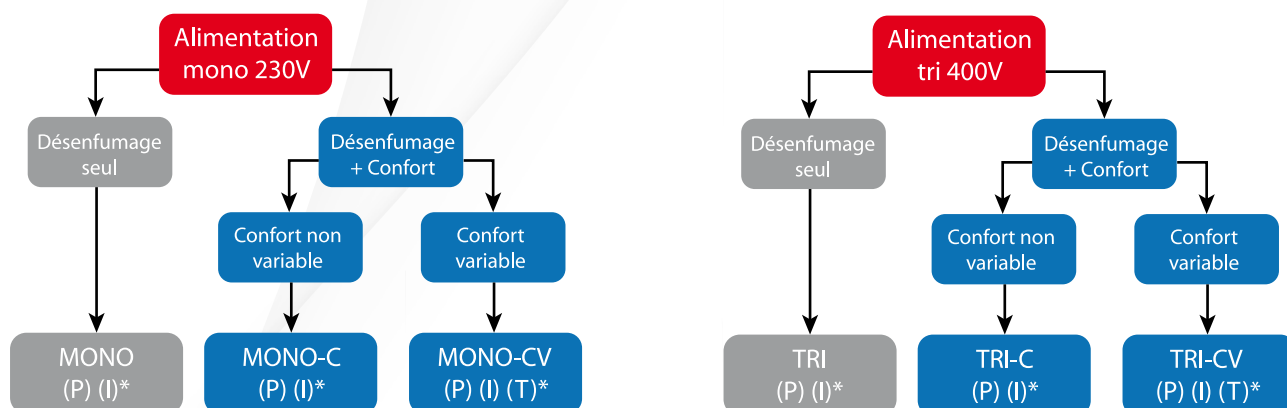 Alimentation
mono 230V
Désenfumage
seul
Désenfumage
+ Confort
Confort non
variable
Confort
variable
MONO
(P) (I)*
MONO-C
(P) (I)*
MONO-CV
(P) (I) (T)*
Alimentation
tri 400V
Désenfumage
seul
Désenfumage
+ Confort
Confort non
variable
Confort
variable
TRI
(P) (I)*
TRI-C
(P) (I)*
TRI-CV
(P) (I) (T)*